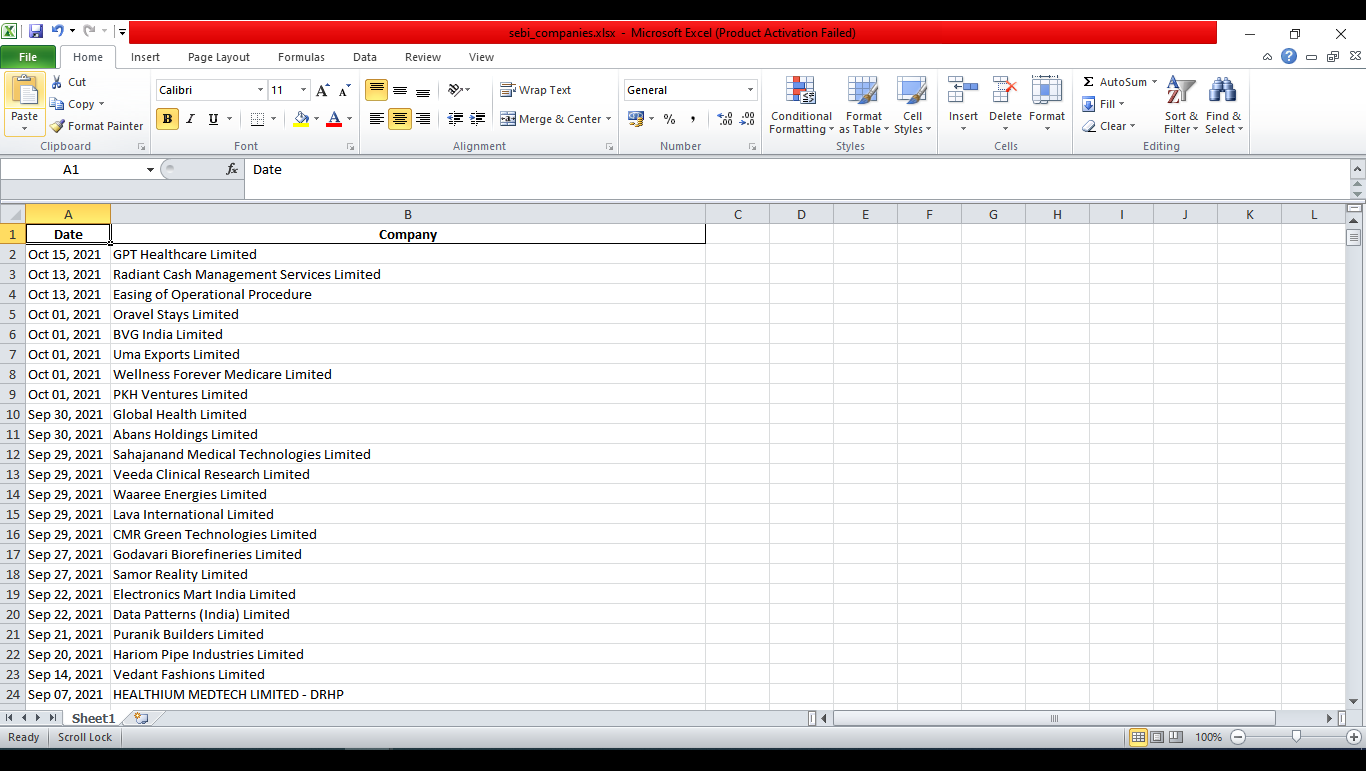 sebi_companies.xlsx - Microsoft Excel (Product Activation Failed)
File Home Insert Page Layout Formulas Data Review View
Paste
Cut
Copy
Format Painter
Clipboard
Calibri 11
B I U
Font
Wrap Text
Merge & Center
Alignment
General
% ,
Number
Conditional Formatting
Format as Table
Cell Styles
Styles
Insert Delete Format
Cells
Σ AutoSum
Fill
Clear
Sort & Filter
Find & Select
Editing
A1 fx Date
A B C D E F G H I J K L
1 Date Company
2 Oct 15, 2021 GPT Healthcare Limited
3 Oct 13, 2021 Radiant Cash Management Services Limited
4 Oct 13, 2021 Easing of Operational Procedure
5 Oct 01, 2021 Oravel Stays Limited
6 Oct 01, 2021 BVG India Limited
7 Oct 01, 2021 Uma Exports Limited
8 Oct 01, 2021 Wellness Forever Medicare Limited
9 Oct 01, 2021 PKH Ventures Limited
10 Sep 30, 2021 Global Health Limited
11 Sep 30, 2021 Abans Holdings Limited
12 Sep 29, 2021 Sahajanand Medical Technologies Limited
13 Sep 29, 2021 Veeda Clinical Research Limited
14 Sep 29, 2021 Waaree Energies Limited
15 Sep 29, 2021 Lava International Limited
16 Sep 29, 2021 CMR Green Technologies Limited
17 Sep 27, 2021 Godavari Biorefineries Limited
18 Sep 27, 2021 Samor Reality Limited
19 Sep 22, 2021 Electronics Mart India Limited
20 Sep 22, 2021 Data Patterns (India) Limited
21 Sep 21, 2021 Puranik Builders Limited
22 Sep 20, 2021 Hariom Pipe Industries Limited
23 Sep 14, 2021 Vedant Fashions Limited
24 Sep 07, 2021 HEALTHIUM MEDTECH LIMITED - DRHP
Sheet1
Ready Scroll Lock 100%